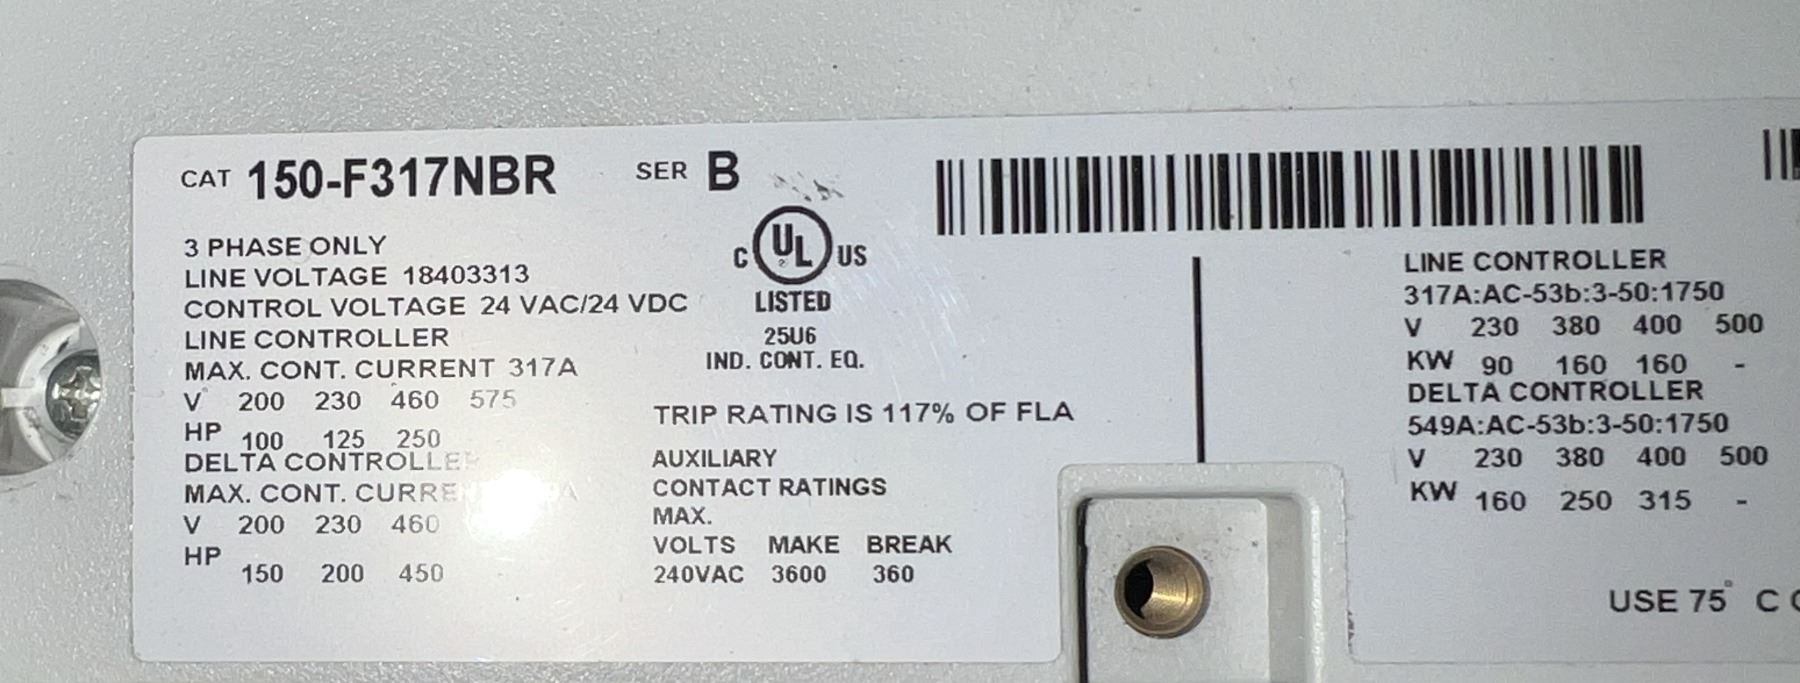 CAT 150-F317NBR SER B
3 PHASE ONLY
LINE VOLTAGE 18403313
CONTROL VOLTAGE 24 VAC/24 VDC
LINE CONTROLLER
MAX. CONT. CURRENT 317A
V 200 230 460 575
HP 100 125 250
DELTA CONTROLLE
MAX. CONT. CURRE A
V 200 230 460
HP
150 200 450
C UL US
LISTED
25U6
IND. CONT. EQ.
TRIP RATING IS 117% OF FLA
AUXILIARY
CONTACT RATINGS
MAX.
VOLTS MAKE BREAK
240VAC 3600 360
LINE CONTROLLER
317A:AC-53b:3-50:1750
V 230 380 400 500
KW 90 160 160 -
DELTA CONTROLLER
549A:AC-53b:3-50:1750
V 230 380 400 500
KW 160 250 315 -
USE 75° C